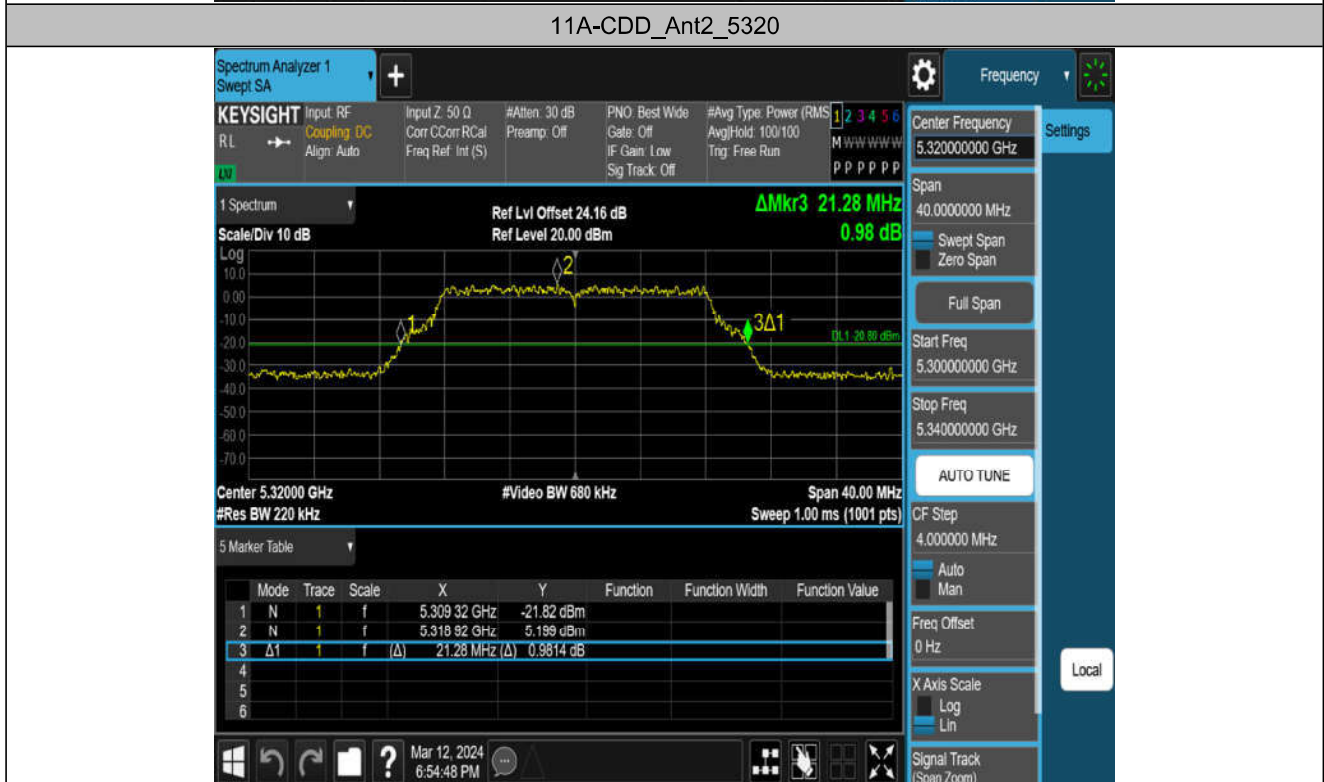 11A-CDD_Ant2_5320
Spectrum Analyzer 1
Swept SA
+
Frequency
KEYSIGHT
RL
LXI
Input: RF
Coupling: DC
Align: Auto
Input Z: 50 Ω
Corr CCorr RCal
Freq Ref: Int (S)
#Atten: 30 dB
Preamp: Off
PNO: Best Wide
Gate: Off
IF Gain: Low
Sig Track: Off
#Avg Type: Power (RMS
Avg|Hold: 100/100
Trig: Free Run
1 2 3 4 5 6
M W W W W W
P P P P P P
Center Frequency
5.320000000 GHz
Settings
Span
40.0000000 MHz
Swept Span
Zero Span
Full Span
Start Freq
5.300000000 GHz
Stop Freq
5.340000000 GHz
AUTO TUNE
CF Step
4.000000 MHz
Auto
Man
Freq Offset
0 Hz
X Axis Scale
Log
Lin
Local
Signal Track
(Span Zoom)
1 Spectrum
Scale/Div 10 dB
Ref Lvl Offset 24.16 dB
Ref Level 20.00 dBm
ΔMkr3 21.28 MHz
0.98 dB
Log
10.0
0.00
-10.0
-20.0
-30.0
-40.0
-50.0
-60.0
-70.0
1
2
3Δ1
DL1 -20.80 dBm
Center 5.32000 GHz
#Video BW 680 kHz
Span 40.00 MHz
#Res BW 220 kHz
Sweep 1.00 ms (1001 pts)
5 Marker Table
Mode Trace Scale X Y Function Function Width Function Value
1 N 1 f 5.309 32 GHz -21.82 dBm
2 N 1 f 5.318 92 GHz 5.199 dBm
3 Δ1 1 f (Δ) 21.28 MHz (Δ) 0.9814 dB
4
5
6
?
Mar 12, 2024
6:54:48 PM